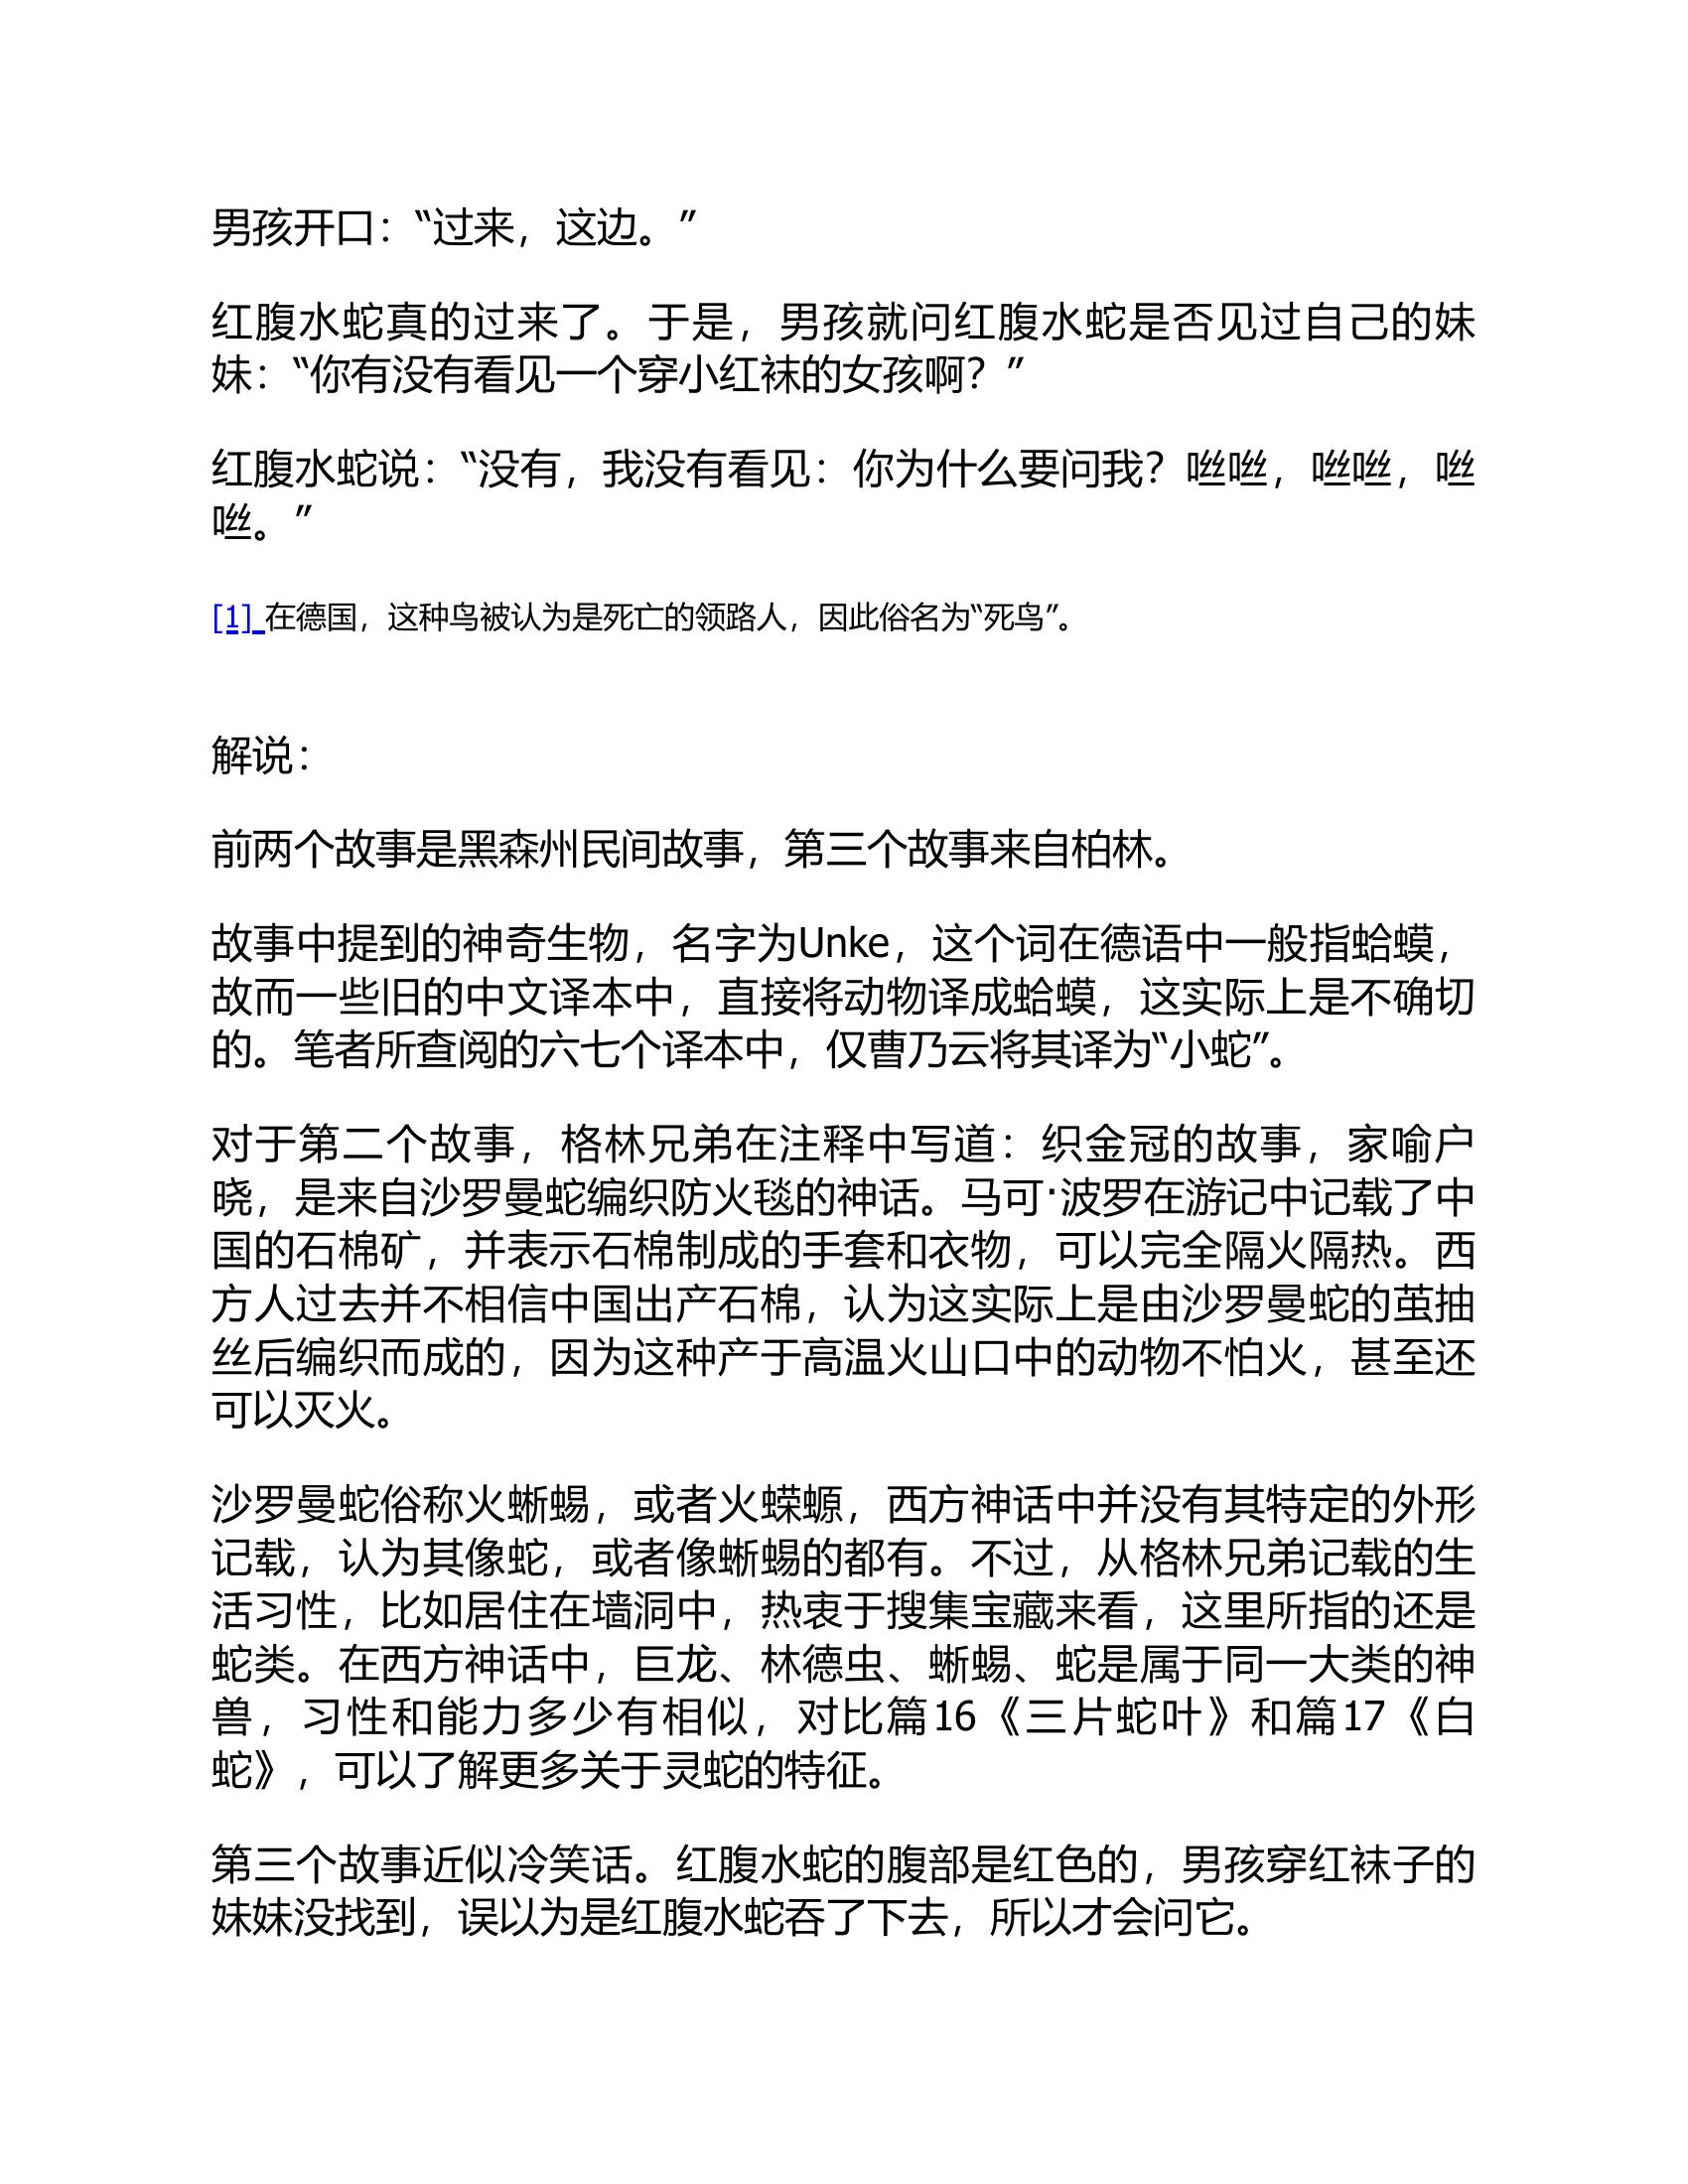 男孩开口：“过来，这边。”
红腹水蛇真的过来了。于是，男孩就问红腹水蛇是否见过自己的妹
妹：“你有没有看见一个穿小红袜的女孩啊？”
红腹水蛇说：“没有，我没有看见：你为什么要问我？咝咝，咝咝，咝
咝。”
[1] 在德国，这种鸟被认为是死亡的领路人，因此俗名为“死鸟”。
解说：
前两个故事是黑森州民间故事，第三个故事来自柏林。
故事中提到的神奇生物，名字为Unke，这个词在德语中一般指蛤蟆，
故而一些旧的中文译本中，直接将动物译成蛤蟆，这实际上是不确切
的。笔者所查阅的六七个译本中，仅曹乃云将其译为“小蛇”。
对于第二个故事，格林兄弟在注释中写道：织金冠的故事，家喻户
晓，是来自沙罗曼蛇编织防火毯的神话。马可·波罗在游记中记载了中
国的石棉矿，并表示石棉制成的手套和衣物，可以完全隔火隔热。西
方人过去并不相信中国出产石棉，认为这实际上是由沙罗曼蛇的茧抽
丝后编织而成的，因为这种产于高温火山口中的动物不怕火，甚至还
可以灭火。
沙罗曼蛇俗称火蜥蜴，或者火蝾螈，西方神话中并没有其特定的外形
记载，认为其像蛇，或者像蜥蜴的都有。不过，从格林兄弟记载的生
活习性，比如居住在墙洞中，热衷于搜集宝藏来看，这里所指的还是
蛇类。在西方神话中，巨龙、林德虫、蜥蜴、蛇是属于同一大类的神
兽，习性和能力多少有相似，对比篇16《三片蛇叶》和篇17《白
蛇》，可以了解更多关于灵蛇的特征。
第三个故事近似冷笑话。红腹水蛇的腹部是红色的，男孩穿红袜子的
妹妹没找到，误以为是红腹水蛇吞了下去，所以才会问它。